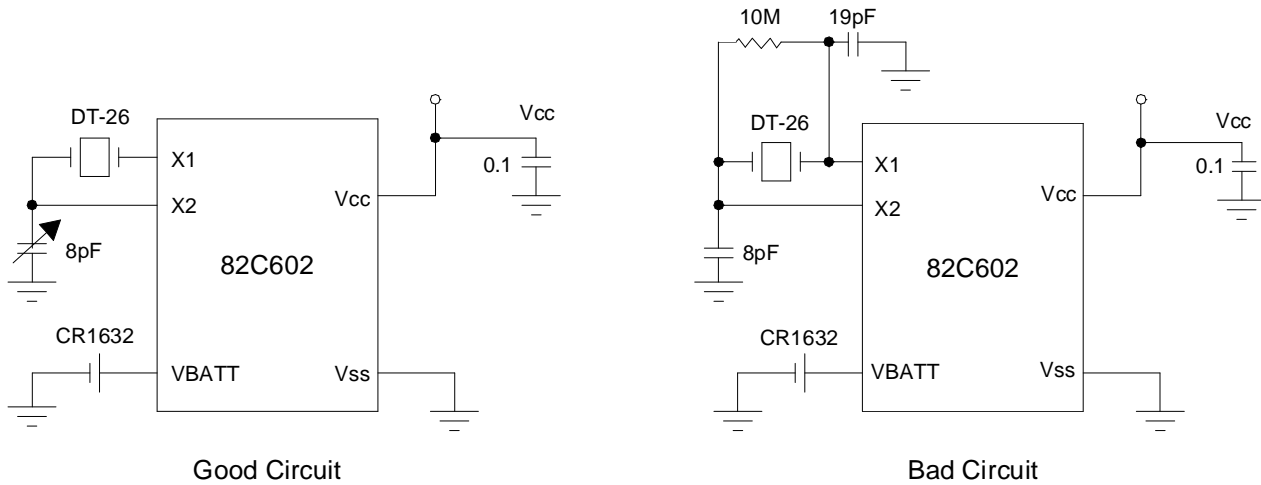 DT-26
X1
X2
8pF
CR1632
VBATT
82C602
Vcc
Vss
Vcc
0.1
Good Circuit
10M
19pF
DT-26
X1
X2
8pF
CR1632
VBATT
82C602
Vcc
Vss
Vcc
0.1
Bad Circuit